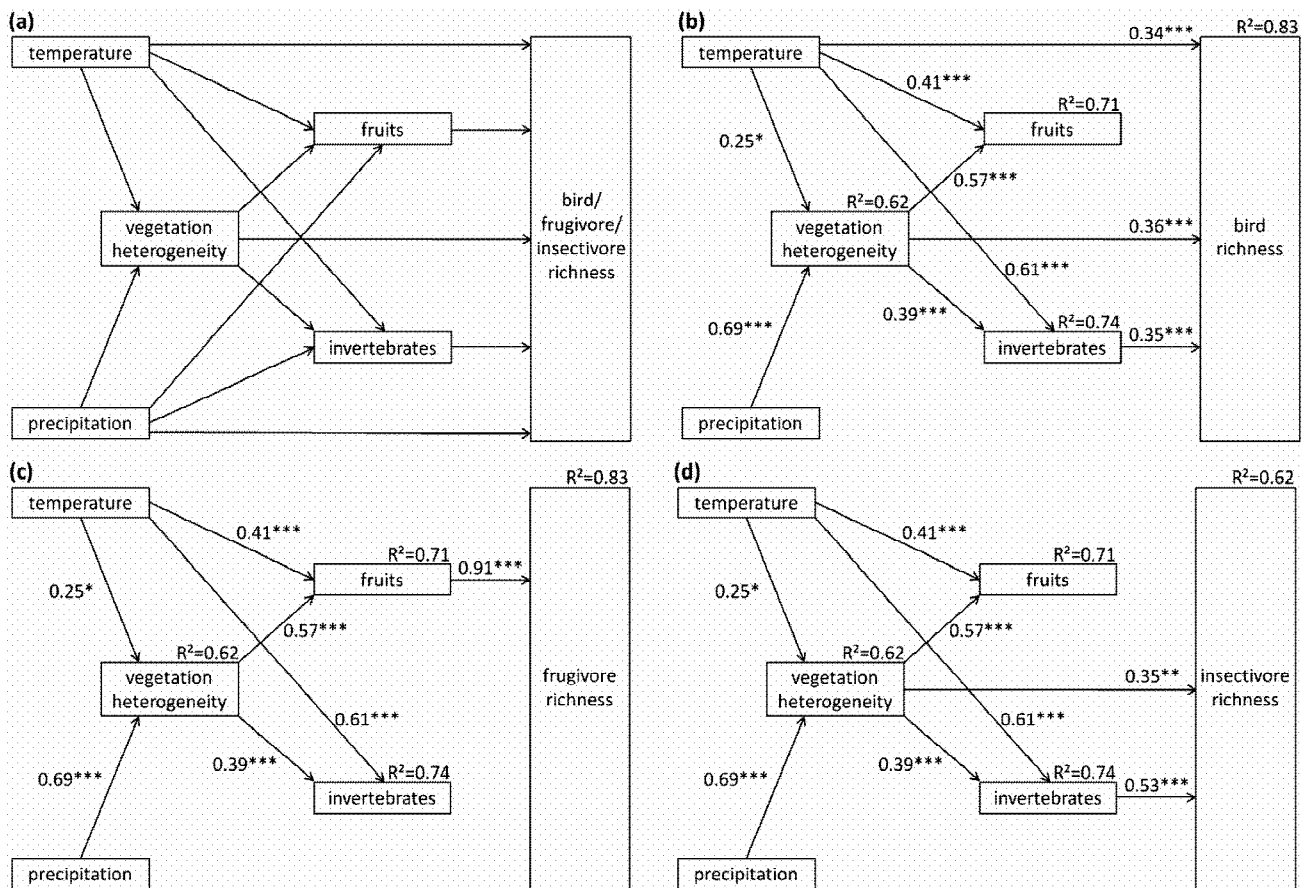 (a)
temperature
fruits
vegetation
heterogeneity
bird/
frugivore/
insectivore
richness
invertebrates
precipitation
(b)
R²=0.83
temperature
0.34***
0.41***
R²=0.71
fruits
0.25*
0.57***
R²=0.62
vegetation
heterogeneity
0.36***
bird
richness
0.61***
0.69***
0.39***
R²=0.74
invertebrates
0.35***
precipitation
(c)
R²=0.83
temperature
0.41***
R²=0.71
fruits
0.91***
0.25*
0.57***
R²=0.62
vegetation
heterogeneity
frugivore
richness
0.61***
0.69***
0.39***
R²=0.74
invertebrates
precipitation
(d)
R²=0.62
temperature
0.41***
R²=0.71
fruits
0.25*
0.57***
R²=0.62
vegetation
heterogeneity
0.35**
insectivore
richness
0.61***
0.69***
0.39***
R²=0.74
invertebrates
0.53***
precipitation